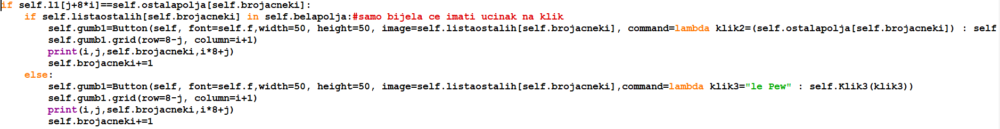 if self.l1[j+8*i]==self.ostalapolja[self.brojacneki]:
    if self.listaostalih[self.brojacneki] in self.belapolja:#samo bijela ce imati ucinak na klik
        self.gumb1=Button(self, font=self.f,width=50, height=50, image=self.listaostalih[self.brojacneki], command=lambda klik2=(self.ostalapolja[self.brojacneki]) : self
        self.gumb1.grid(row=8-j, column=i+1)
        print(i,j,self.brojacneki,i*8+j)
        self.brojacneki+=1
    else:
        self.gumb1=Button(self, font=self.f,width=50, height=50, image=self.listaostalih[self.brojacneki],command=lambda klik3="le Pew" : self.Klik3(klik3))
        self.gumb1.grid(row=8-j, column=i+1)
        print(i,j,self.brojacneki,i*8+j)
        self.brojacneki+=1